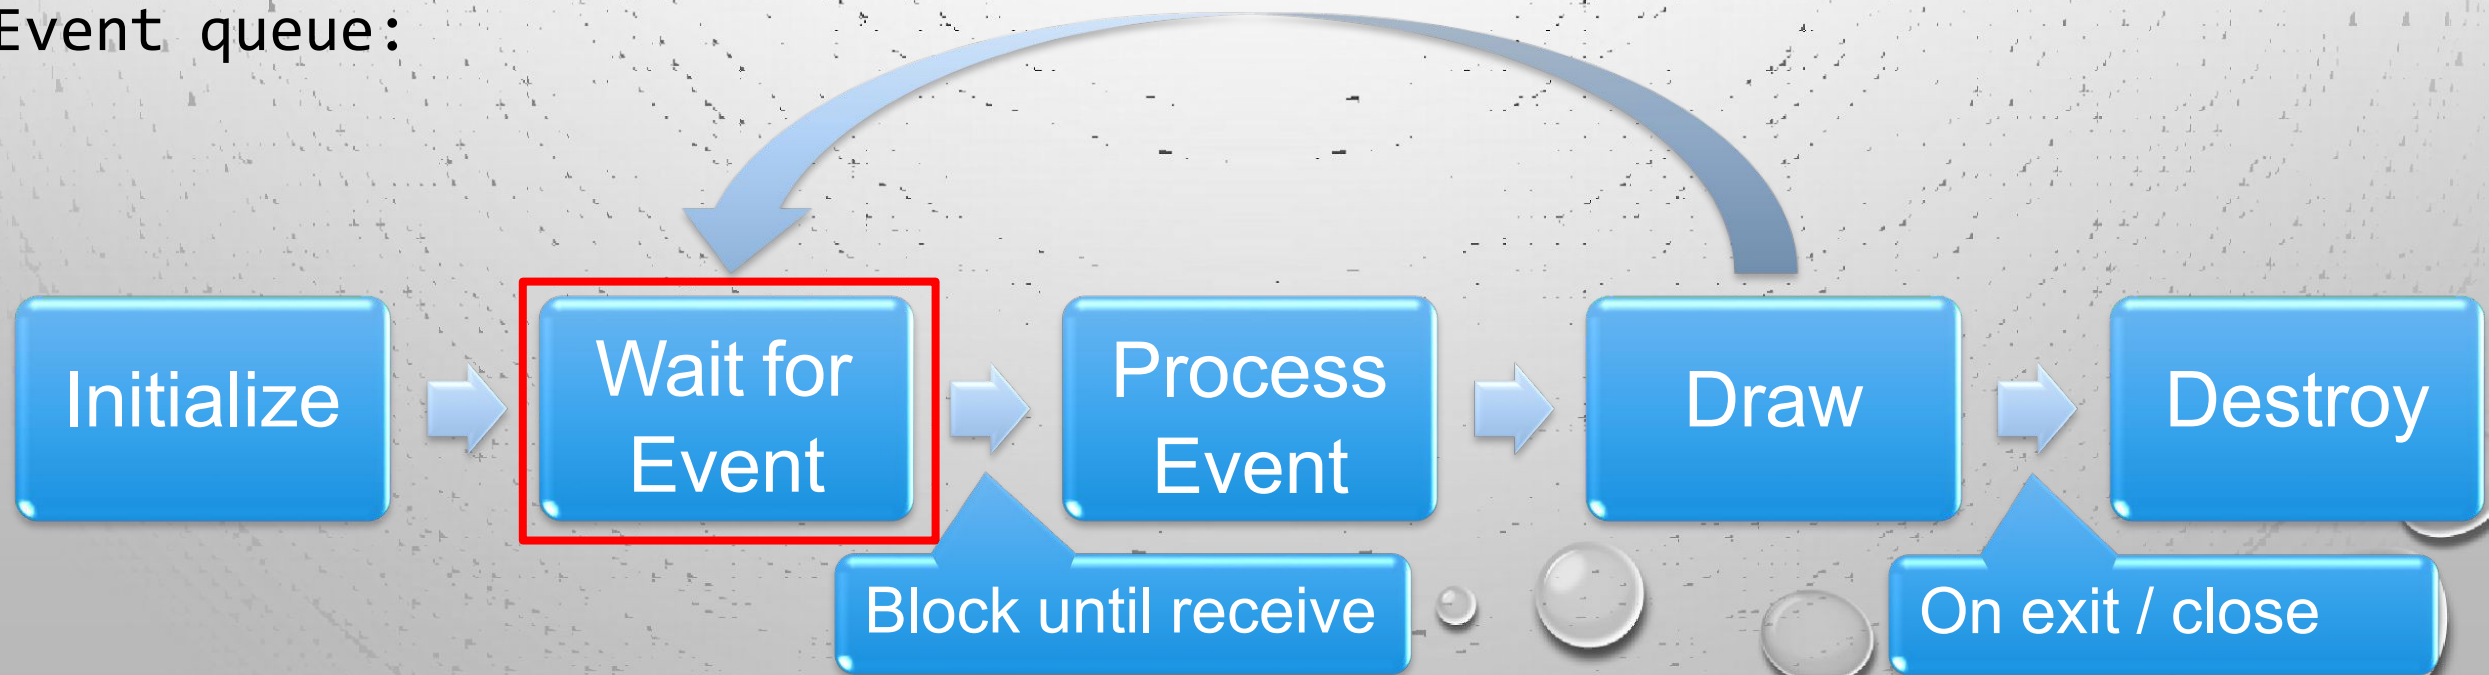 Event queue:
Initialize
Wait for
Event
Process
Event
Draw
Destroy
Block until receive
On exit / close